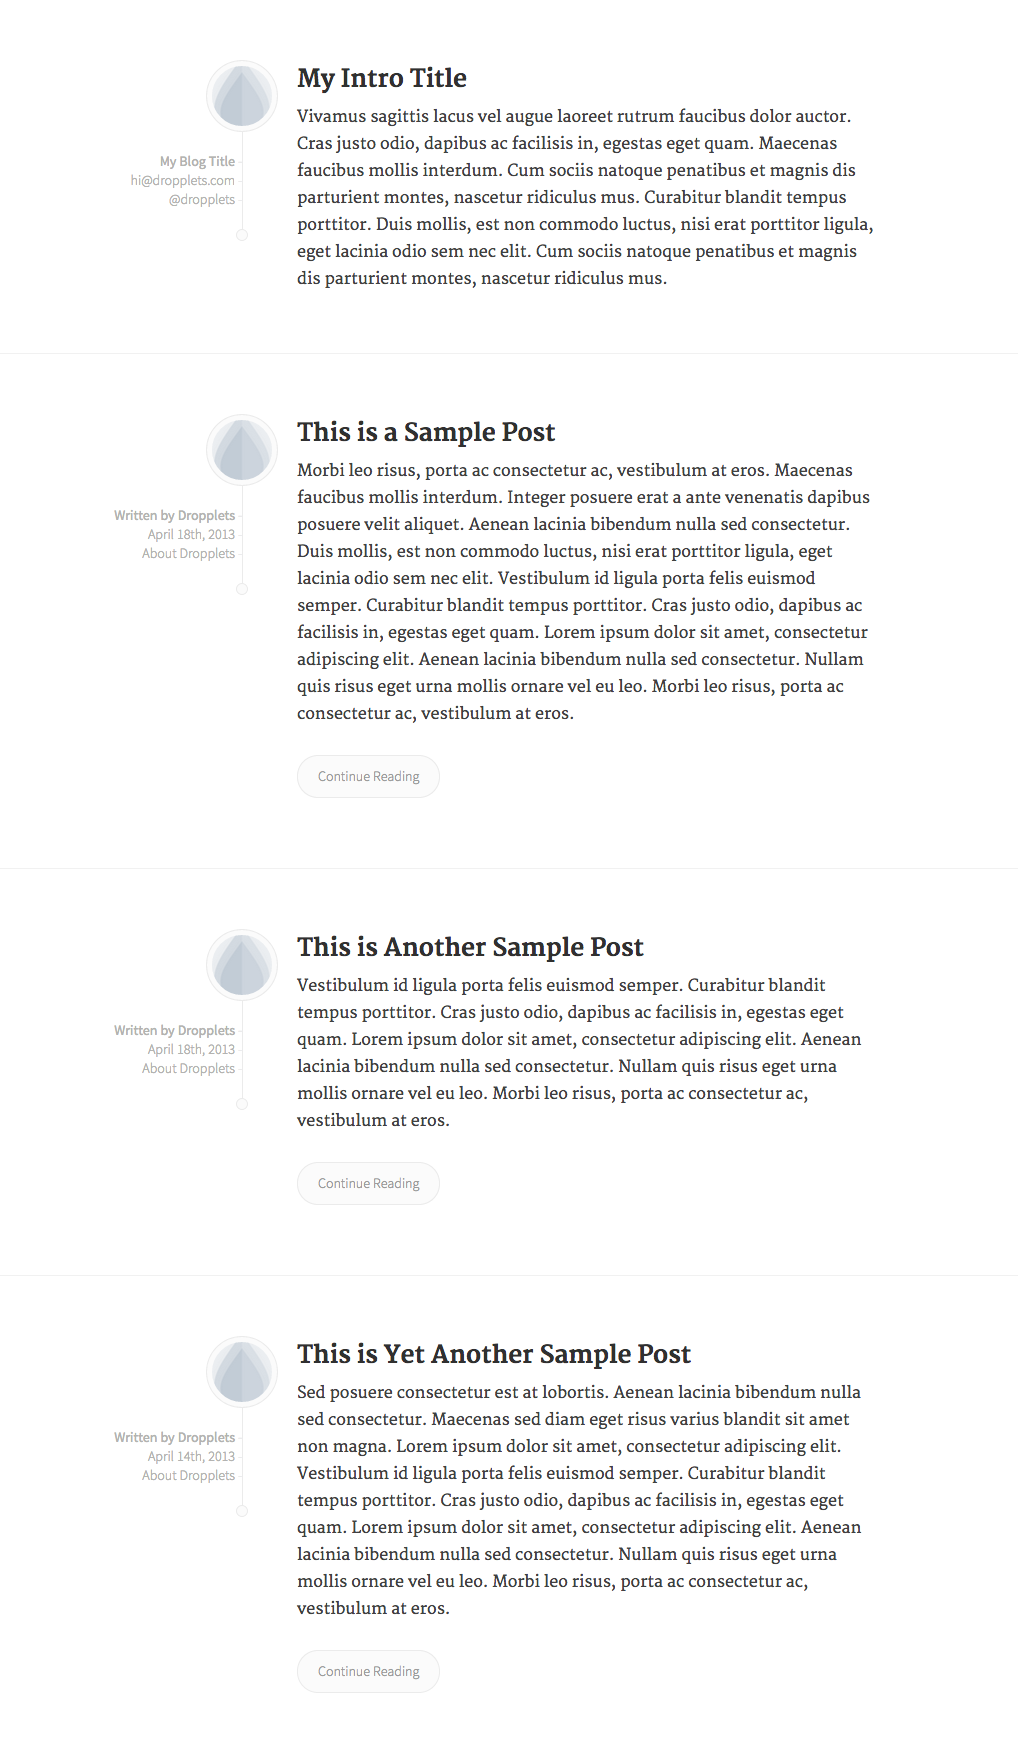 My Intro Title
Vivamus sagittis lacus vel augue laoreet rutrum faucibus dolor auctor.
Cras justo odio, dapibus ac facilisis in, egestas eget quam. Maecenas
faucibus mollis interdum. Cum sociis natoque penatibus et magnis dis
parturient montes, nascetur ridiculus mus. Curabitur blandit tempus
porttitor. Duis mollis, est non commodo luctus, nisi erat porttitor ligula,
eget lacinia odio sem nec elit. Cum sociis natoque penatibus et magnis
dis parturient montes, nascetur ridiculus mus.
My Blog Title
hi@dropplets.com
@dropplets
This is a Sample Post
Morbi leo risus, porta ac consectetur ac, vestibulum at eros. Maecenas
faucibus mollis interdum. Integer posuere erat a ante venenatis dapibus
posuere velit aliquet. Aenean lacinia bibendum nulla sed consectetur.
Duis mollis, est non commodo luctus, nisi erat porttitor ligula, eget
lacinia odio sem nec elit. Vestibulum id ligula porta felis euismod
semper. Curabitur blandit tempus porttitor. Cras justo odio, dapibus ac
facilisis in, egestas eget quam. Lorem ipsum dolor sit amet, consectetur
adipiscing elit. Aenean lacinia bibendum nulla sed consectetur. Nullam
quis risus eget urna mollis ornare vel eu leo. Morbi leo risus, porta ac
consectetur ac, vestibulum at eros.
Written by Dropplets
April 18th, 2013
About Dropplets
Continue Reading
This is Another Sample Post
Vestibulum id ligula porta felis euismod semper. Curabitur blandit
tempus porttitor. Cras justo odio, dapibus ac facilisis in, egestas eget
quam. Lorem ipsum dolor sit amet, consectetur adipiscing elit. Aenean
lacinia bibendum nulla sed consectetur. Nullam quis risus eget urna
mollis ornare vel eu leo. Morbi leo risus, porta ac consectetur ac,
vestibulum at eros.
Written by Dropplets
April 18th, 2013
About Dropplets
Continue Reading
This is Yet Another Sample Post
Sed posuere consectetur est at lobortis. Aenean lacinia bibendum nulla
sed consectetur. Maecenas sed diam eget risus varius blandit sit amet
non magna. Lorem ipsum dolor sit amet, consectetur adipiscing elit.
Vestibulum id ligula porta felis euismod semper. Curabitur blandit
tempus porttitor. Cras justo odio, dapibus ac facilisis in, egestas eget
quam. Lorem ipsum dolor sit amet, consectetur adipiscing elit. Aenean
lacinia bibendum nulla sed consectetur. Nullam quis risus eget urna
mollis ornare vel eu leo. Morbi leo risus, porta ac consectetur ac,
vestibulum at eros.
Written by Dropplets
April 14th, 2013
About Dropplets
Continue Reading